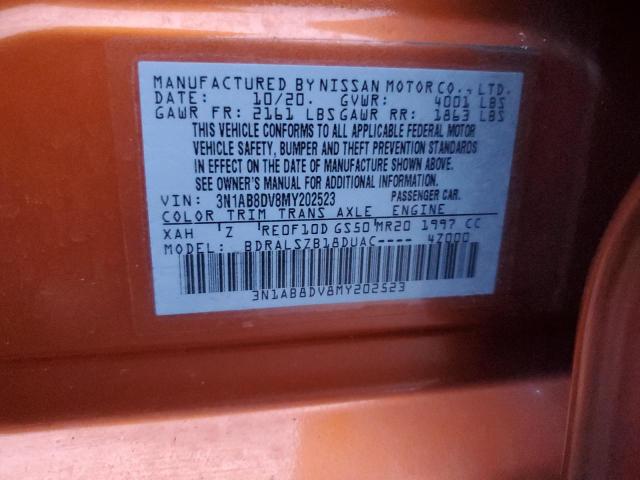 MANUFACTURED BY NISSAN MOTOR CO., LTD.
DATE: 10/20. GVWR: 4001 LBS
GAWR FR: 2161 LBS GAWR RR: 1863 LBS
THIS VEHICLE CONFORMS TO ALL APPLICABLE FEDERAL MOTOR
VEHICLE SAFETY, BUMPER AND THEFT PREVENTION STANDARDS
IN EFFECT ON THE DATE OF MANUFACTURE SHOWN ABOVE.
SEE OWNER'S MANUAL FOR ADDITIONAL INFORMATION.
VIN: 3N1AB8DV8MY202523 PASSENGER CAR.
COLOR TRIM TRANS AXLE ENGINE
XAH 'Z 'RE0F10D GS50'MR20 1997 CC
MODEL: BDRALSZB18DUAC---- 4Z000
3N1AB8DV8MY202523